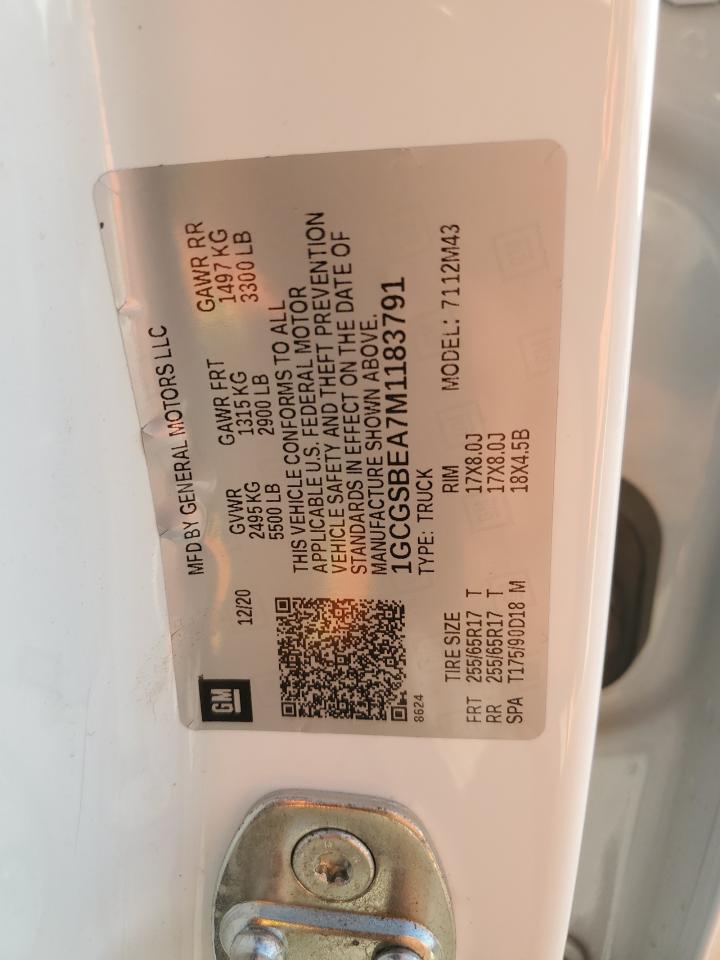 GM
MFD BY GENERAL MOTORS LLC
12/20
GVWR GAWR FRT GAWR RR
2495 KG 1315 KG 1497 KG
5500 LB 2900 LB 3300 LB
THIS VEHICLE CONFORMS TO ALL
APPLICABLE U.S. FEDERAL MOTOR
VEHICLE SAFETY AND THEFT PREVENTION
STANDARDS IN EFFECT ON THE DATE OF
MANUFACTURE SHOWN ABOVE.
1GCGSBEA7M1183791
8624
TYPE: TRUCK
TIRE SIZE RIM MODEL: 7112M43
FRT 255/65R17 T 17X8.0J
RR 255/65R17 T 17X8.0J
SPA T175/90D18 M 18X4.5B